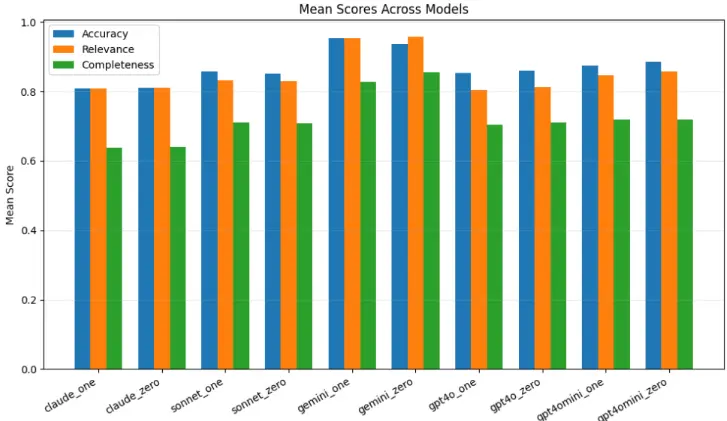 Mean Scores Across Models
Accuracy
Relevance
Completeness
Mean Score
1.0
0.8
0.6
0.4
0.2
0.0
claude_one
claude_zero
sonnet_one
sonnet_zero
gemini_one
gemini_zero
gpt4o_one
gpt4o_zero
gpt4omini_one
gpt4omini_zero